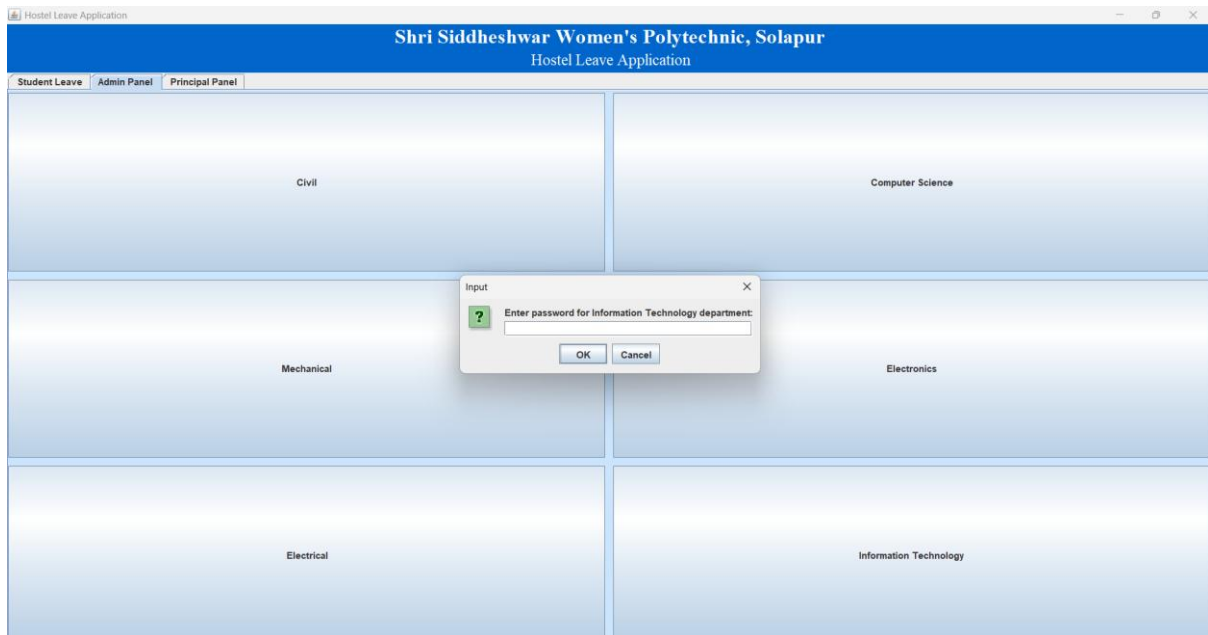 Hostel Leave Application
Shri Siddheshwar Women's Polytechnic, Solapur
Hostel Leave Application
Student Leave Admin Panel Principal Panel
Civil
Computer Science
Input
Enter password for Information Technology department:
OK Cancel
Mechanical
Electronics
Electrical
Information Technology